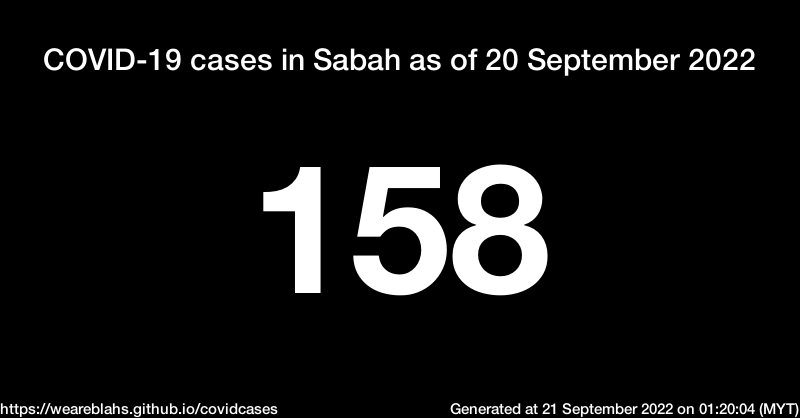 COVID-19 cases in Sabah as of 20 September 2022
158
https://weareblahs.github.io/covidcases
Generated at 21 September 2022 on 01:20:04 (MYT)